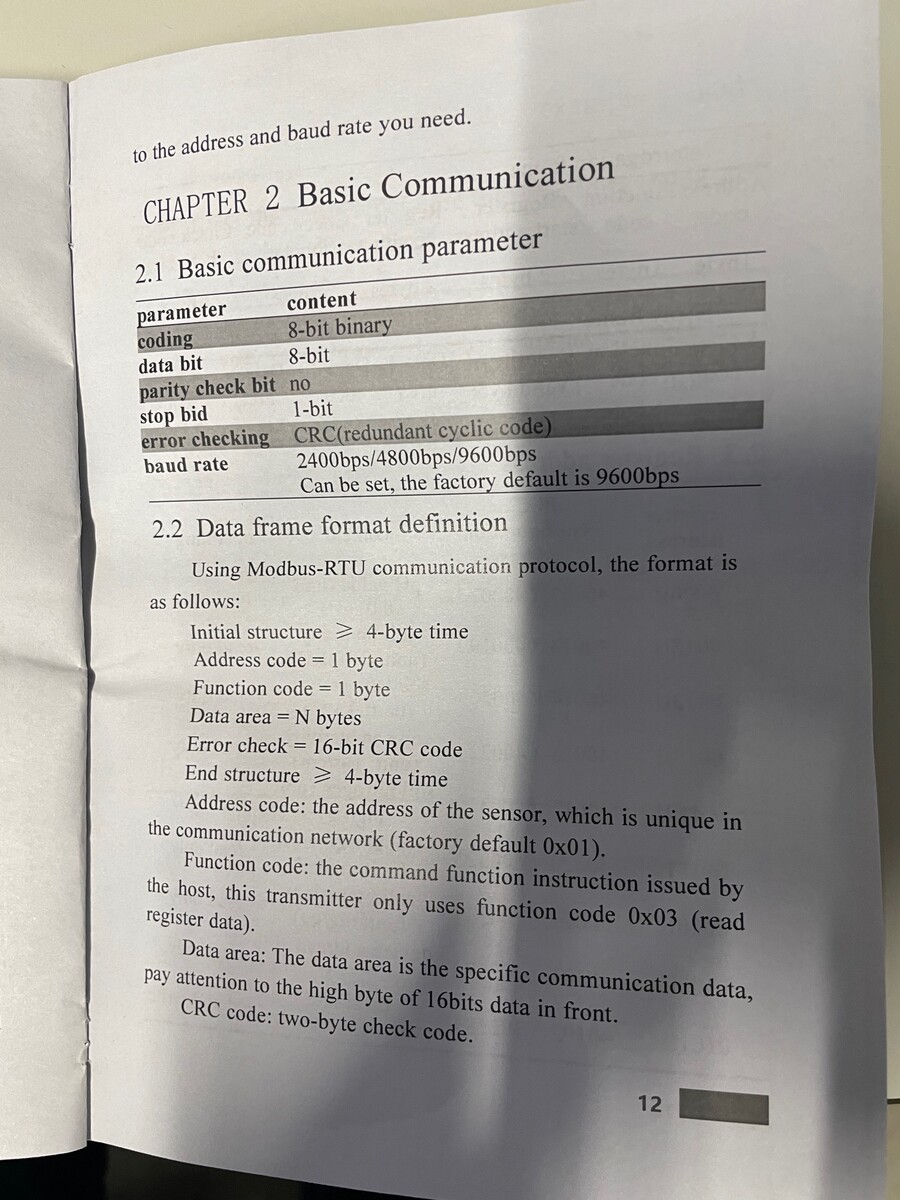 to the address and baud rate you need.
CHAPTER 2 Basic Communication
2.1 Basic communication parameter
parameter content
coding 8-bit binary
data bit 8-bit
parity check bit no
stop bid 1-bit
error checking CRC(redundant cyclic code)
baud rate 2400bps/4800bps/9600bps
Can be set, the factory default is 9600bps
2.2 Data frame format definition
Using Modbus-RTU communication protocol, the format is
as follows:
Initial structure ⩾ 4-byte time
Address code = 1 byte
Function code = 1 byte
Data area = N bytes
Error check = 16-bit CRC code
End structure ⩾ 4-byte time
Address code: the address of the sensor, which is unique in
the communication network (factory default 0x01).
Function code: the command function instruction issued by
the host, this transmitter only uses function code 0x03 (read
register data).
Data area: The data area is the specific communication data,
pay attention to the high byte of 16bits data in front.
CRC code: two-byte check code.
12